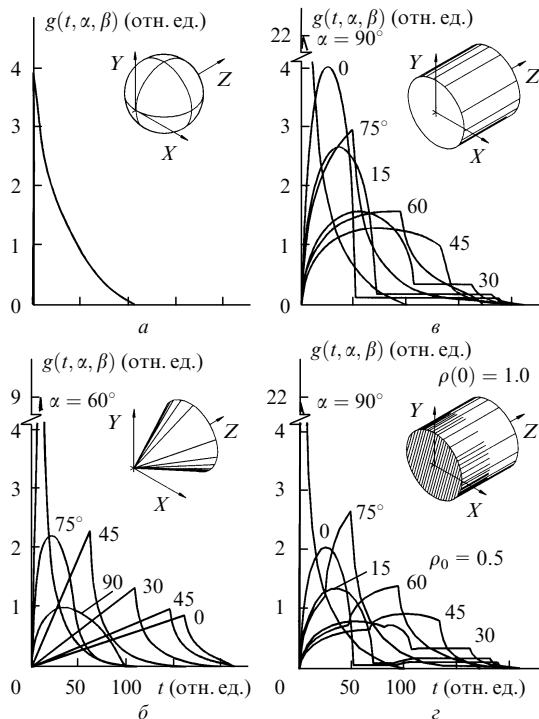 g(t, α, β) (отн. ед.)
4
3
2
1
0
Y
Z
X
а
g(t, α, β) (отн. ед.)
22
α = 90°
4
3
2
1
0
0
75°
15
60
45
30
Y
Z
X
в
g(t, α, β) (отн. ед.)
9
α = 60°
4
3
2
1
75°
45
90
30
45
0
Y
Z
X
0
50
100
t (отн. ед.)
б
g(t, α, β) (отн. ед.)
ρ(0) = 1.0
22
α = 90°
4
3
2
1
0
75°
15
ρ₀ = 0.5
60
45
30
Y
Z
X
0
50
100
t (отн. ед.)
г